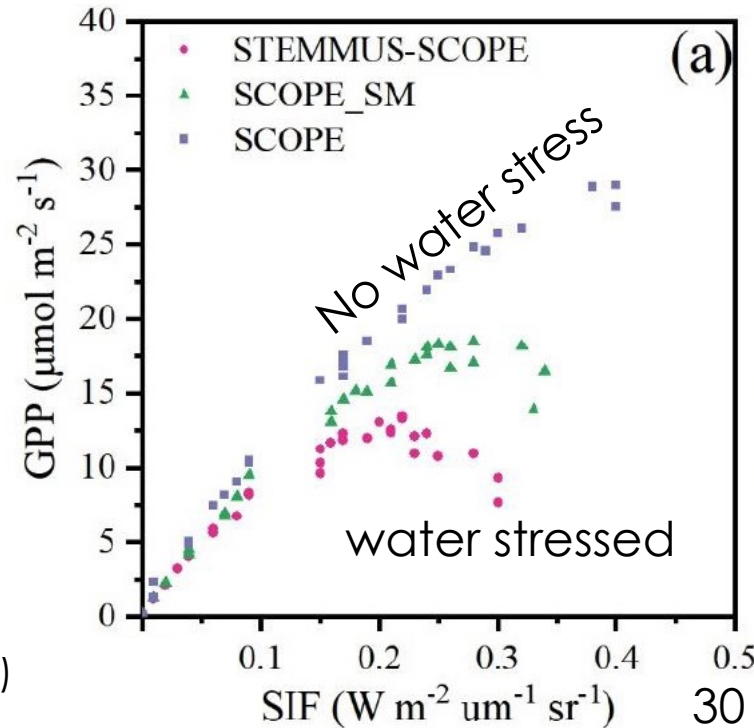 40
(a)
STEMMUS-SCOPE
35
SCOPE_SM
SCOPE
30
No water stress
25
20
15
10
water stressed
5
0
0.1 0.2 0.3 0.4 0.5
GPP (μmol m⁻² s⁻¹)
SIF (W m⁻² um⁻¹ sr⁻¹)
)
30